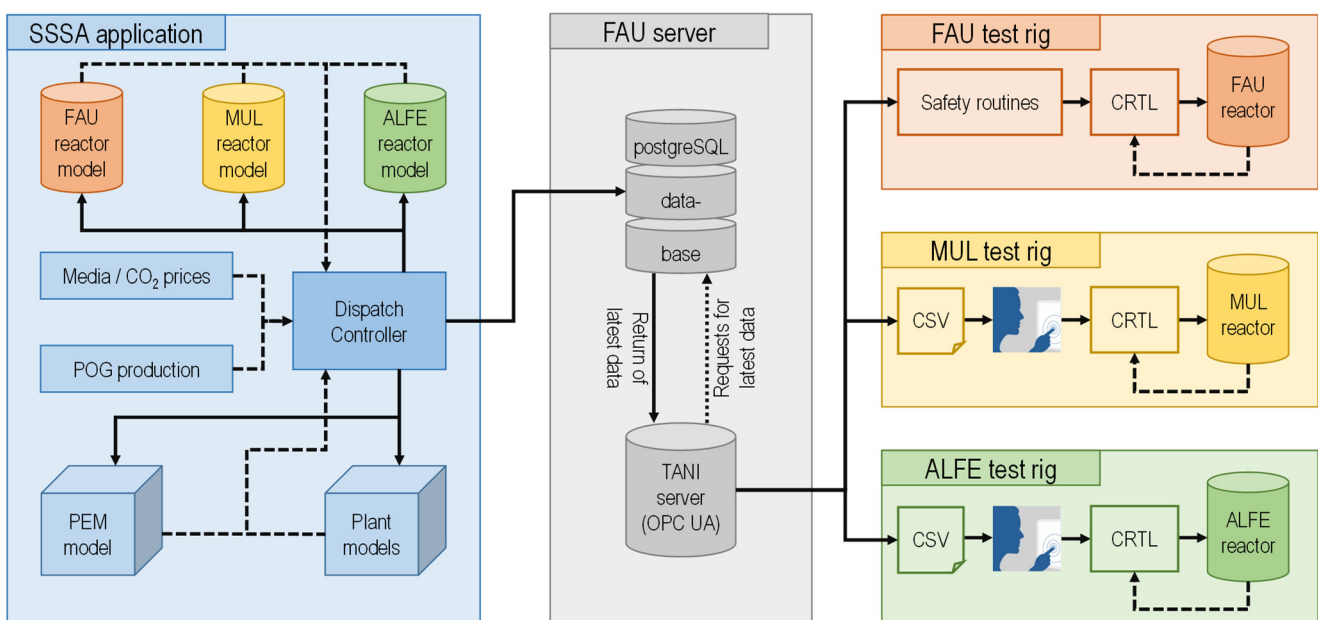 SSSA application
FAU
reactor
model
MUL
reactor
model
ALFE
reactor
model
Media / CO₂ prices
POG production
Dispatch
Controller
PEM
model
Plant
models
FAU server
postgreSQL
data-
base
Return of
latest data
Requests for
latest data
TANI
server
(OPC UA)
FAU test rig
Safety routines
CRTL
FAU
reactor
MUL test rig
CSV
CRTL
MUL
reactor
ALFE test rig
CSV
CRTL
ALFE
reactor